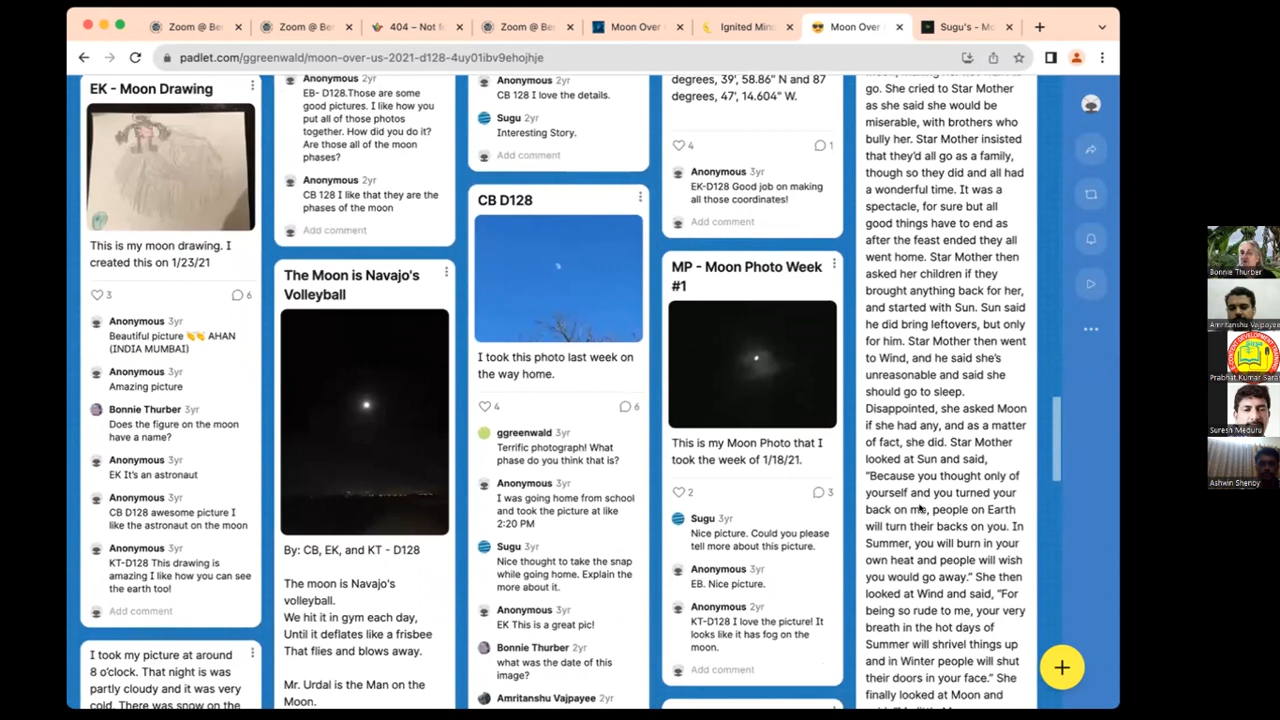 Zoom @ Be
Zoom @ Be
404 – Not f
Zoom @ Be
Moon Over
Ignited Min
Moon Over
Sugu's - Mo
padlet.com/ggreenwald/moon-over-us-2021-d128-4uy01ibv9ehojhje
EK - Moon Drawing
This is my moon drawing. I
created this on 1/23/21
3
6
Anonymous 3yr
Beautiful picture 👏👏 AHAN
(INDIA MUMBAI)
Anonymous 3yr
Amazing picture
Bonnie Thurber 3yr
Does the figure on the moon
have a name?
Anonymous 3yr
EK It's an astronaut
Anonymous 3yr
CB D128 awesome picture I
like the astronaut on the moon
Anonymous 3yr
KT-D128 This drawing is
amazing I like how you can see
the earth too!
Add comment
I took my picture at around
8 o'clock. That night is was
partly cloudy and it was very
cold. There was snow on the
Anonymous 2yr
EB- D128.Those are some
good pictures. I like how you
put all of those photos
together. How did you do it?
Are those all of the moon
phases?
Anonymous 2yr
CB 128 I like that they are the
phases of the moon
Add comment
The Moon is Navajo's
Volleyball
By: CB, EK, and KT - D128
The moon is Navajo's
volleyball.
We hit it in gym each day,
Until it deflates like a frisbee
That flies and blows away.
Mr. Urdal is the Man on the
Moon.
Anonymous 2yr
CB 128 I love the details.
Sugu 2yr
Interesting Story.
Add comment
CB D128
I took this photo last week on
the way home.
4
6
ggreenwald 3yr
Terrific photograph! What
phase do you think that is?
Anonymous 3yr
I was going home from school
and took the picture at like
2:20 PM
Sugu 3yr
Nice thought to take the snap
while going home. Explain the
more about it.
Anonymous 3yr
EK This is a great pic!
Bonnie Thurber 2yr
what was the date of this
image?
Amritanshu Vajpayee 2yr
degrees, 39', 58.86" N and 87
degrees, 47', 14.604" W.
4
1
Anonymous 3yr
EK-D128 Good job on making
all those coordinates!
Add comment
MP - Moon Photo Week
#1
This is my Moon Photo that I
took the week of 1/18/21.
2
3
Sugu 3yr
Nice picture. Could you please
tell more about this picture.
Anonymous 3yr
EB. Nice picture.
Anonymous 2yr
KT-D128 I love the picture! It
looks like it has fog on the
moon.
Add comment
go. She cried to Star Mother
as she said she would be
miserable, with brothers who
bully her. Star Mother insisted
that they'd all go as a family,
though so they did and all had
a wonderful time. It was a
spectacle, for sure but all
good things have to end as
after the feast ended they all
went home. Star Mother then
asked her children if they
brought anything back for her,
and started with Sun. Sun said
he did bring leftovers, but only
for him. Star Mother then went
to Wind, and he said she's
unreasonable and said she
should go to sleep.
Disappointed, she asked Moon
if she had any, and as a matter
of fact, she did. Star Mother
looked at Sun and said,
"Because you thought only of
yourself and you turned your
back on me, people on Earth
will turn their backs on you. In
Summer, you will burn in your
own heat and people will wish
you would go away." She then
looked at Wind and said, "For
being so rude to me, your very
breath in the hot days of
Summer will shrivel things up
and in Winter people will shut
their doors in your face." She
finally looked at Moon and
Bonnie Thurber
Amritanshu Vajpayee
Prabhat Kumar Bara
Suresh Meduru
Ashwin Shenoy